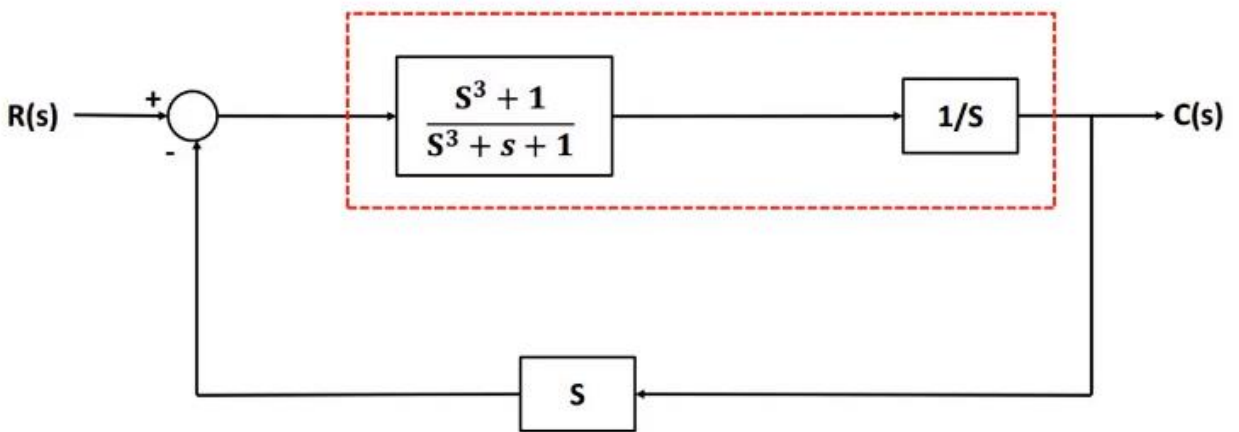 R(s)
+
-
S³ + 1
S³ + s + 1
1/S
C(s)
S